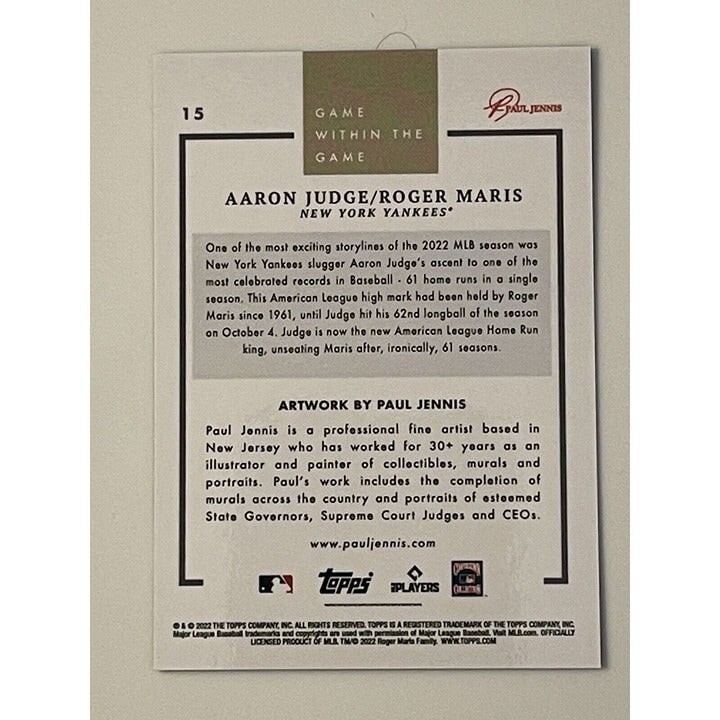 15
GAME
WITHIN THE
GAME
PAUL JENNIS
AARON JUDGE/ROGER MARIS
NEW YORK YANKEES®
One of the most exciting storylines of the 2022 MLB season was
New York Yankees slugger Aaron Judge's ascent to one of the
most celebrated records in Baseball - 61 home runs in a single
season. This American League high mark had been held by Roger
Maris since 1961, until Judge hit his 62nd longball of the season
on October 4. Judge is now the new American League Home Run
king, unseating Maris after, ironically, 61 seasons.
ARTWORK BY PAUL JENNIS
Paul Jennis is a professional fine artist based in
New Jersey who has worked for 30+ years as an
illustrator and painter of collectibles, murals and
portraits. Paul's work includes the completion of
murals across the country and portraits of esteemed
State Governors, Supreme Court Judges and CEOs.
www.pauljennis.com
TOPPS
PLAYERS
® & © 2022 THE TOPPS COMPANY, INC. ALL RIGHTS RESERVED. TOPPS IS A REGISTERED TRADEMARK OF THE TOPPS COMPANY, INC.
Major League Baseball trademarks and copyrights are used with permission of Major League Baseball. Visit MLB.com. OFFICIALLY
LICENSED PRODUCT OF MLB. TM/© 2022 Roger Maris Family. WWW.TOPPS.COM